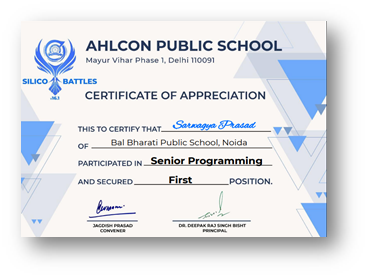 AHLCON PUBLIC SCHOOL
Mayur Vihar Phase 1, Delhi 110091
SILICO BATTLES
CERTIFICATE OF APPRECIATION
THIS TO CERTIFY THAT Sarwagya Prasad
OF Bal Bharati Public School, Noida
PARTICIPATED IN Senior Programming
AND SECURED First POSITION.
JAGDISH PRASAD
CONVENER
DR. DEEPAK RAJ SINGH BISHT
PRINCIPAL